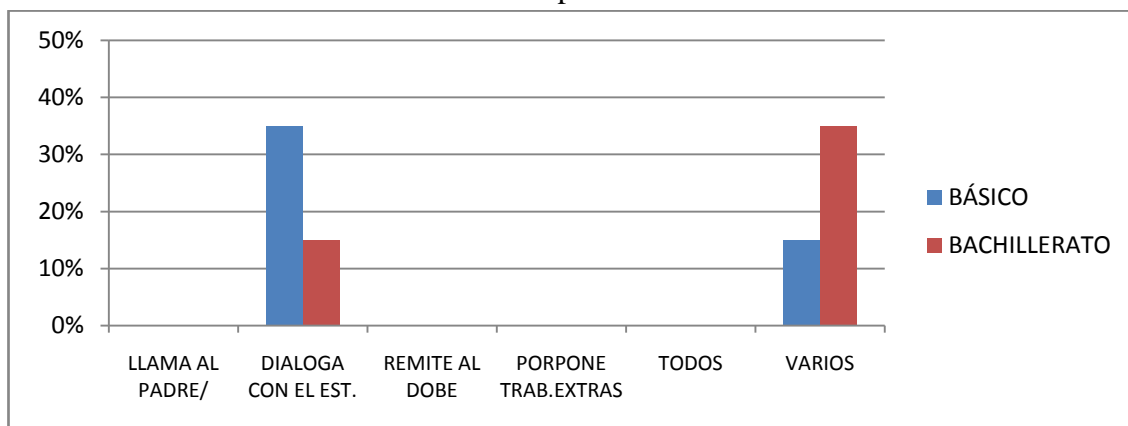 50%
40%
30%
20%
10%
0%
LLAMA AL
PADRE/
DIALOGA
CON EL EST.
REMITE AL
DOBE
PORPONE
TRAB.EXTRAS
TODOS
VARIOS
BÁSICO
BACHILLERATO